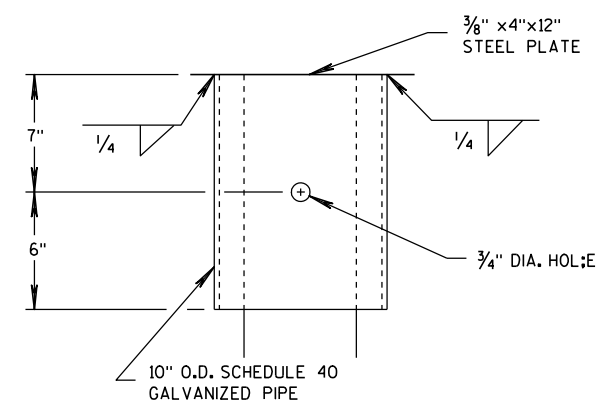 3/8" x4"x12"
STEEL PLATE
7"
1/4
1/4
6"
3/4" DIA. HOL;E
10" O.D. SCHEDULE 40
GALVANIZED PIPE